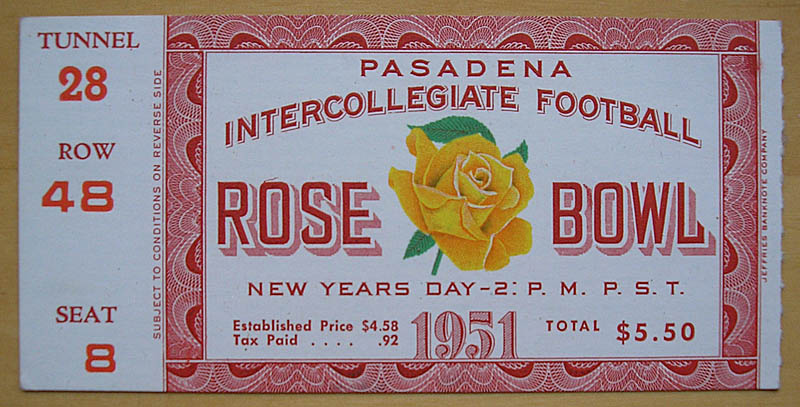 TUNNEL
28
ROW
48
SEAT
8
SUBJECT TO CONDITIONS ON REVERSE SIDE
PASADENA
INTERCOLLEGIATE FOOTBALL
ROSE BOWL
NEW YEARS DAY-2: P. M. P. S. T.
Established Price $4.58
Tax Paid . . . . .92
1951
TOTAL $5.50
JEFFRIES BANKNOTE COMPANY